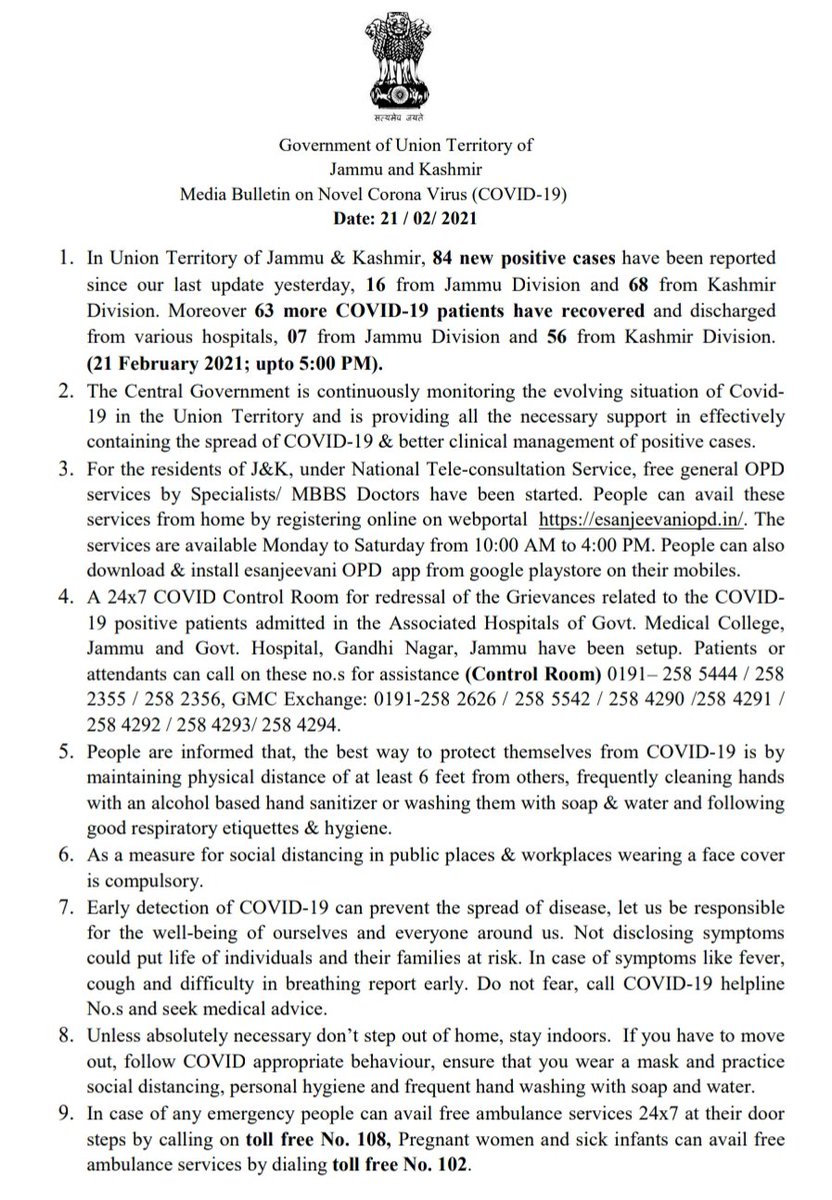 सत्यमेव जयते
Government of Union Territory of
Jammu and Kashmir
Media Bulletin on Novel Corona Virus (COVID-19)
Date: 21 / 02/ 2021
1. In Union Territory of Jammu & Kashmir, 84 new positive cases have been reported
since our last update yesterday, 16 from Jammu Division and 68 from Kashmir
Division. Moreover 63 more COVID-19 patients have recovered and discharged
from various hospitals, 07 from Jammu Division and 56 from Kashmir Division.
(21 February 2021; upto 5:00 PM).
2. The Central Government is continuously monitoring the evolving situation of Covid-
19 in the Union Territory and is providing all the necessary support in effectively
containing the spread of COVID-19 & better clinical management of positive cases.
3. For the residents of J&K, under National Tele-consultation Service, free general OPD
services by Specialists/ MBBS Doctors have been started. People can avail these
services from home by registering online on webportal https://esanjeevaniopd.in/. The
services are available Monday to Saturday from 10:00 AM to 4:00 PM. People can also
download & install esanjeevani OPD app from google playstore on their mobiles.
4. A 24x7 COVID Control Room for redressal of the Grievances related to the COVID-
19 positive patients admitted in the Associated Hospitals of Govt. Medical College,
Jammu and Govt. Hospital, Gandhi Nagar, Jammu have been setup. Patients or
attendants can call on these no.s for assistance (Control Room) 0191– 258 5444 / 258
2355 / 258 2356, GMC Exchange: 0191-258 2626 / 258 5542 / 258 4290 /258 4291 /
258 4292 / 258 4293/ 258 4294.
5. People are informed that, the best way to protect themselves from COVID-19 is by
maintaining physical distance of at least 6 feet from others, frequently cleaning hands
with an alcohol based hand sanitizer or washing them with soap & water and following
good respiratory etiquettes & hygiene.
6. As a measure for social distancing in public places & workplaces wearing a face cover
is compulsory.
7. Early detection of COVID-19 can prevent the spread of disease, let us be responsible
for the well-being of ourselves and everyone around us. Not disclosing symptoms
could put life of individuals and their families at risk. In case of symptoms like fever,
cough and difficulty in breathing report early. Do not fear, call COVID-19 helpline
No.s and seek medical advice.
8. Unless absolutely necessary don’t step out of home, stay indoors. If you have to move
out, follow COVID appropriate behaviour, ensure that you wear a mask and practice
social distancing, personal hygiene and frequent hand washing with soap and water.
9. In case of any emergency people can avail free ambulance services 24x7 at their door
steps by calling on toll free No. 108, Pregnant women and sick infants can avail free
ambulance services by dialing toll free No. 102.